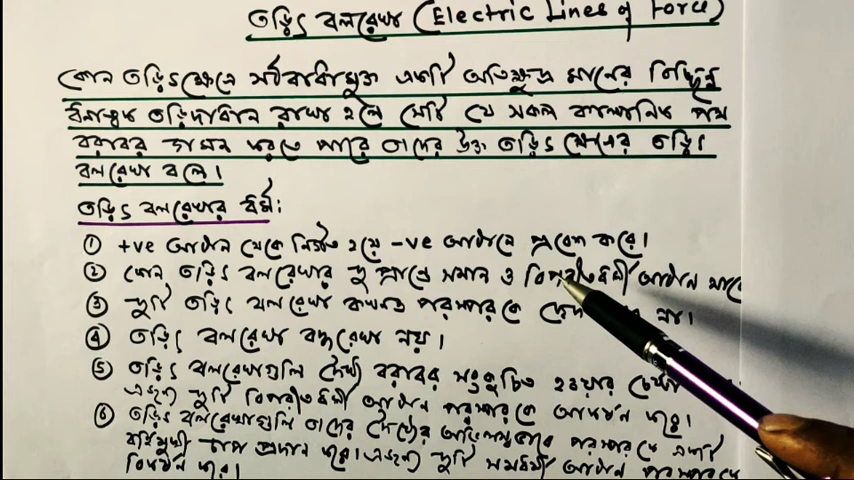 তড়িৎ বলরেখা (Electric Lines of Force)
কোন তড়িৎক্ষেত্রে একটি অতিক্ষুদ্র মানের বিচ্ছিন্ন
ধনাত্মক তড়িদাধান রাখা হলে সেটি যে সকল কাল্পনিক পথ
বরাবর গমন করতে পারে তাদের উক্ত তড়িৎ ক্ষেত্রের তড়িৎ
বলরেখা বলে।
তড়িৎ বলরেখার ধর্ম:
① +ve আধান থেকে নির্গত হয়ে -ve আধানে প্রবেশ করে।
② কোন তড়িৎ বলরেখার দু প্রান্তে সমান ও বিপরীতধর্মী আধান থাকে
③ দুটি তড়িৎ বলরেখা কখনও পরস্পরকে না।
④ তড়িৎ বলরেখা বদ্ধরেখা নয়।
⑤ তড়িৎ বলরেখাগুলি দৈর্ঘ্য বরাবর সংকুচিত হওয়ার চেষ্টা
এজন্য দুটি বিপরীতধর্মী আধান পরস্পরকে আকর্ষণ করে।
⑥ তড়িৎ বলরেখাগুলি তাদের দৈর্ঘ্যের অভিলম্বভাবে পরস্পরকে একটি
বহির্মুখী চাপ প্রদান করে। এজন্য দুটি সমধর্মী আধান পরস্পরকে
বিকর্ষণ করে।